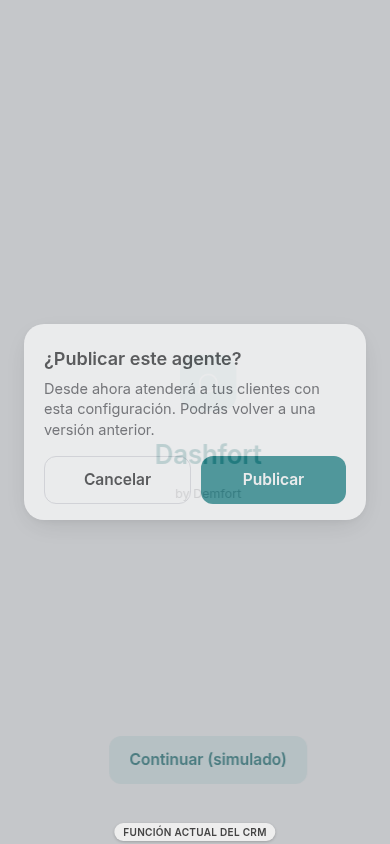 ¿Publicar este agente?
Desde ahora atenderá a tus clientes con
esta configuración. Podrás volver a una
versión anterior.
Dashfort
Cancelar
Publicar
by Demfort
Continuar (simulado)
FUNCIÓN ACTUAL DEL CRM